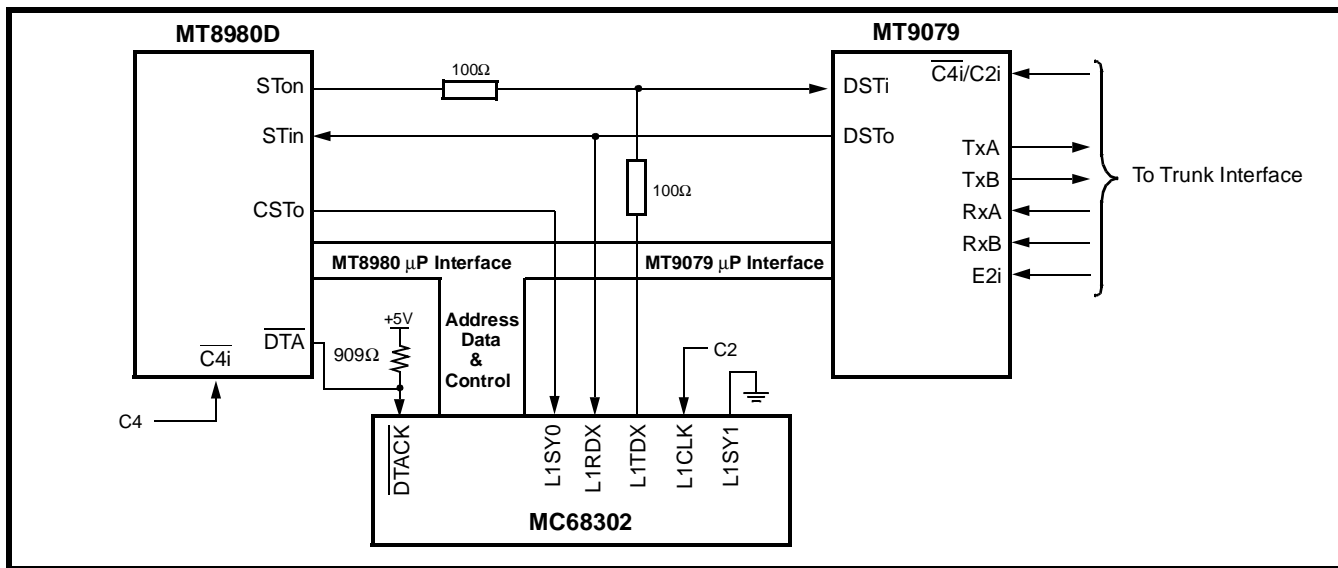 MT8980D
MT9079
STon
100Ω
DSTi
C4i/C2i
STin
DSTo
TxA
TxB
To Trunk Interface
100Ω
CSTo
RxA
RxB
MT8980 μP Interface
MT9079 μP Interface
E2i
+5V
Address
Data
&
Control
DTA
909Ω
C4i
C2
C4
DTACK
L1SY0
L1RDX
L1TDX
L1CLK
L1SY1
MC68302